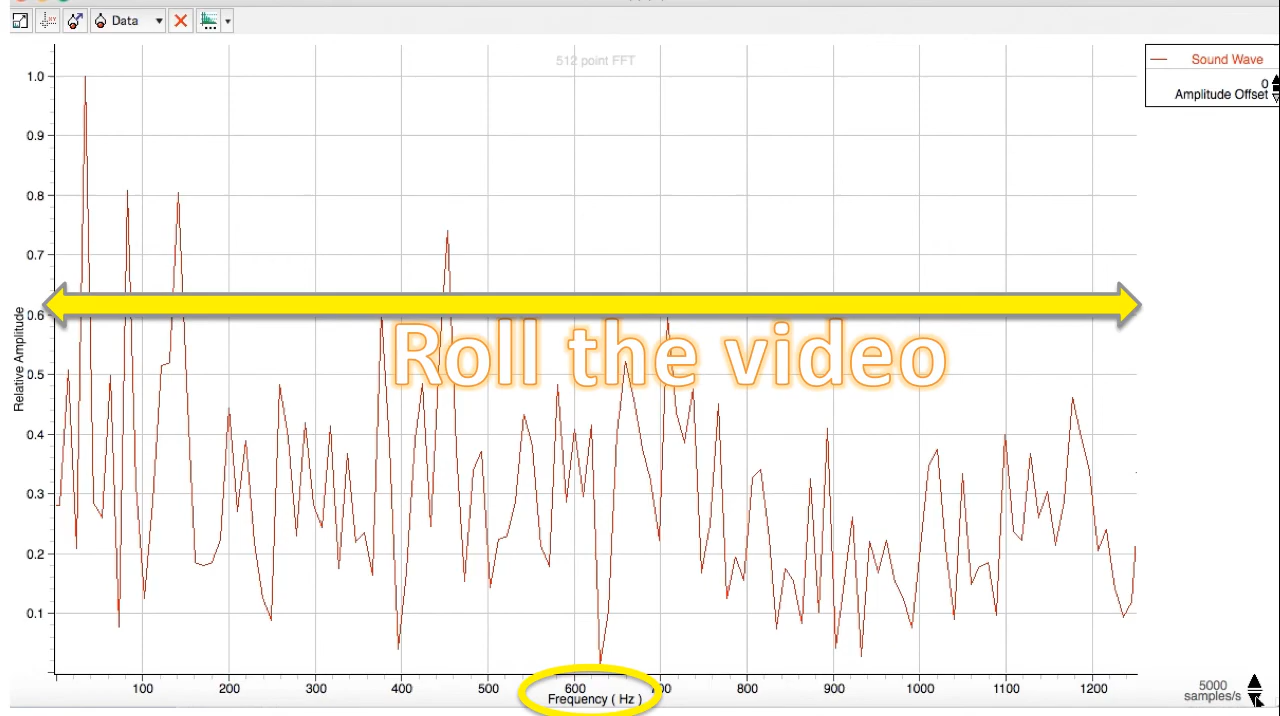 Data
512 point FFT
Sound Wave
0
Amplitude Offset
1.0
0.9
0.8
0.7
0.6
0.5
0.4
0.3
0.2
0.1
Relative Amplitude
Roll the video
100 200 300 400 500 600 700 800 900 1000 1100 1200
Frequency ( Hz )
5000
samples/s